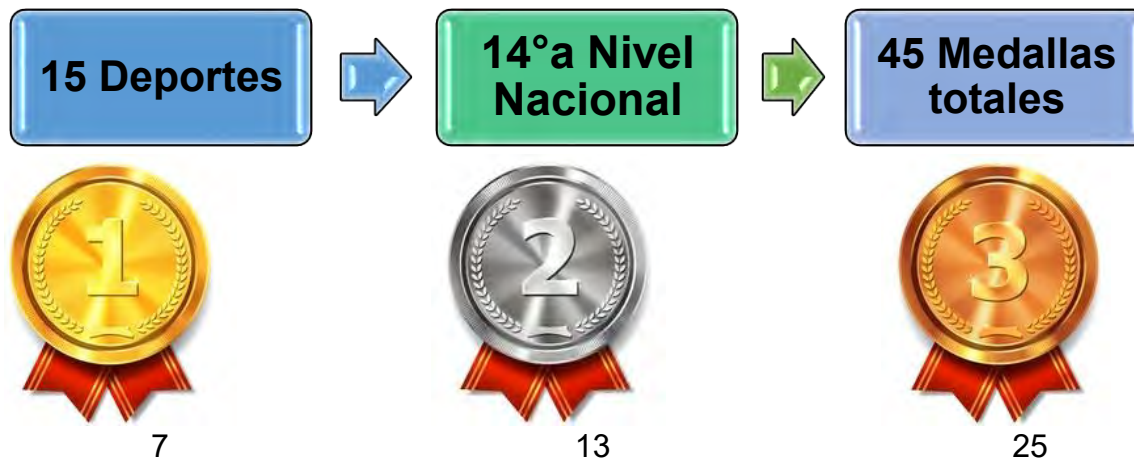 15 Deportes
14°a Nivel
Nacional
45 Medallas
totales
1
2
3
7
13
25